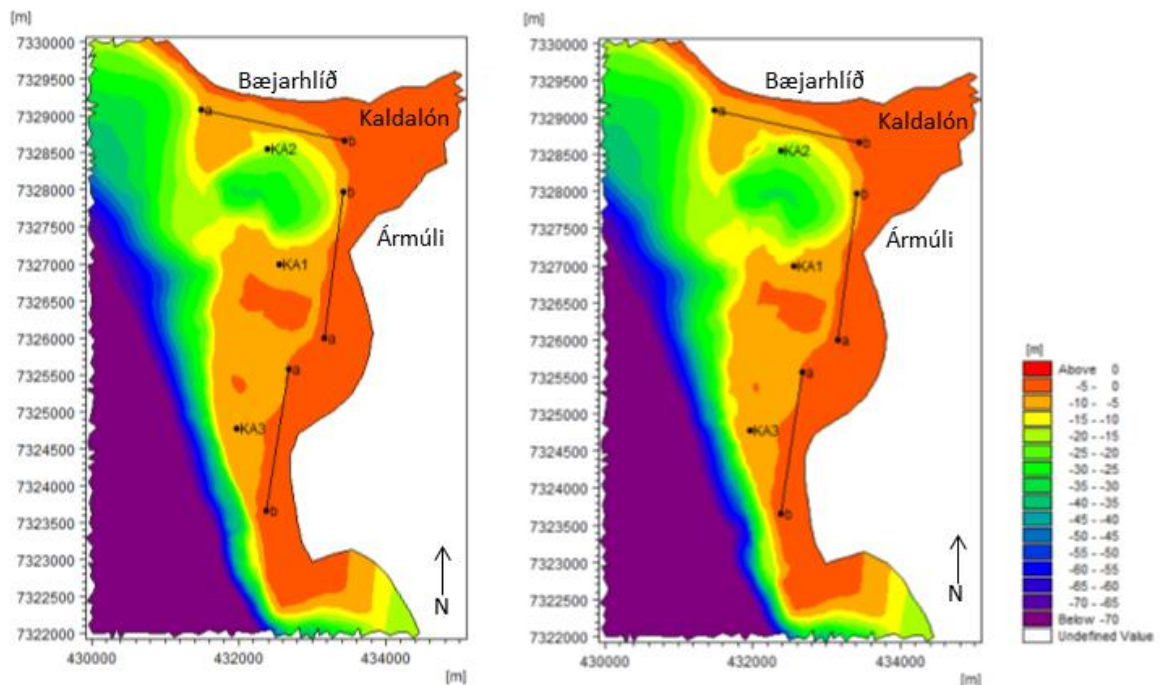 [m]
7330000
7329500
7329000
7328500
7328000
7327500
7327000
7326500
7326000
7325500
7325000
7324500
7324000
7323500
7323000
7322500
7322000
430000 432000 434000
[m]
Bæjarhlíð
Kaldalón
a
b
KA2
b
Ármúli
KA1
a
a
KA3
b
N
[m]
7330000
7329500
7329000
7328500
7328000
7327500
7327000
7326500
7326000
7325500
7325000
7324500
7324000
7323500
7323000
7322500
7322000
430000 432000 434000
[m]
Bæjarhlíð
Kaldalón
a
b
KA2
b
Ármúli
KA1
a
a
KA3
b
N
[m]
Above 0
-5 - 0
-10 - -5
-15 - -10
-20 - -15
-25 - -20
-30 - -25
-35 - -30
-40 - -35
-45 - -40
-50 - -45
-55 - -50
-60 - -55
-65 - -60
-70 - -65
Below -70
Undefined Value